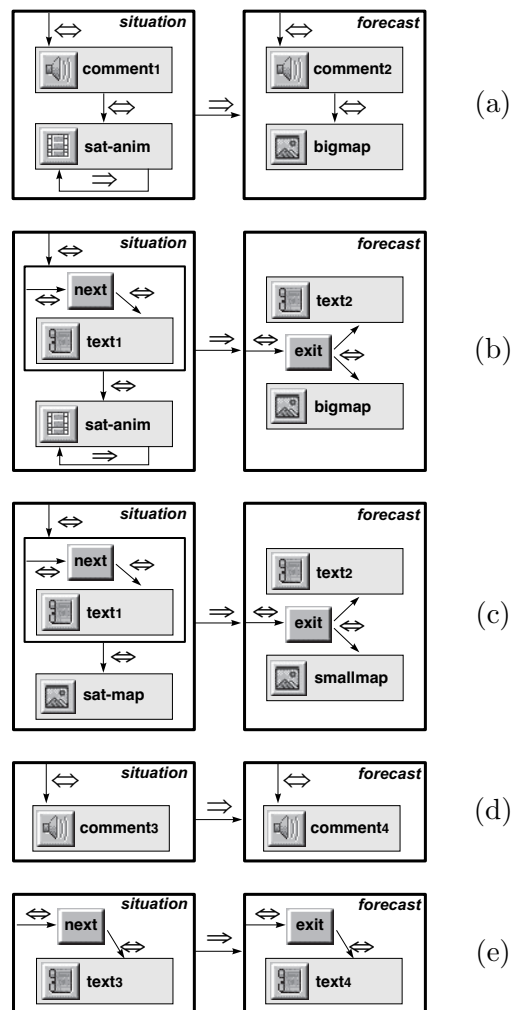 situation forecast
⇔ ⇔
comment1 comment2 (a)
⇔ ⇒ ⇔
sat-anim bigmap
⇒
situation forecast
⇔
next ⇔ text2
⇔
text1 ⇒ ⇔ exit ⇔ (b)
⇔
sat-anim bigmap
⇒
situation forecast
⇔
next ⇔ text2
⇔
text1 ⇒ ⇔ exit ⇔ (c)
⇔
sat-map smallmap
situation forecast
⇔ ⇒ ⇔
comment3 comment4 (d)
situation forecast
⇔ next ⇒ ⇔ exit
⇔ ⇔ (e)
text3 text4